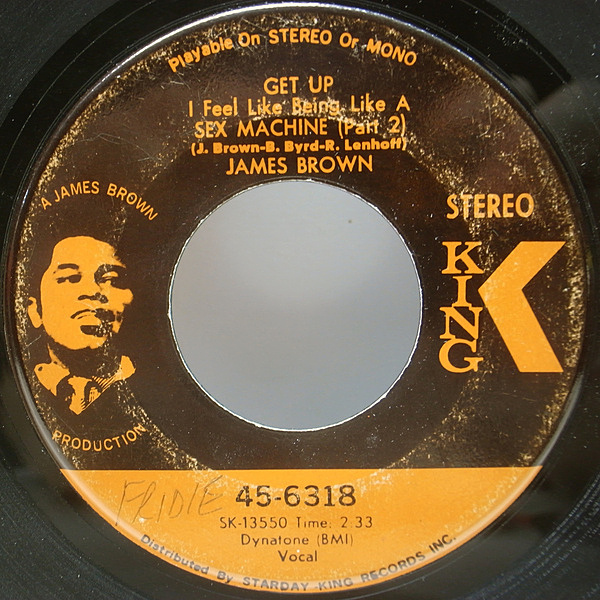 Playable On STEREO Or MONO
GET UP
I Feel Like Being Like A
SEX MACHINE (Part 2)
(J. Brown-B. Byrd-R. Lenhoff)
JAMES BROWN
A JAMES BROWN
PRODUCTION
STEREO
KING
FRIDIE
45-6318
SK-13550 Time: 2:33
Dynatone (BMI)
Vocal
Distributed By STARDAY-KING RECORDS INC.